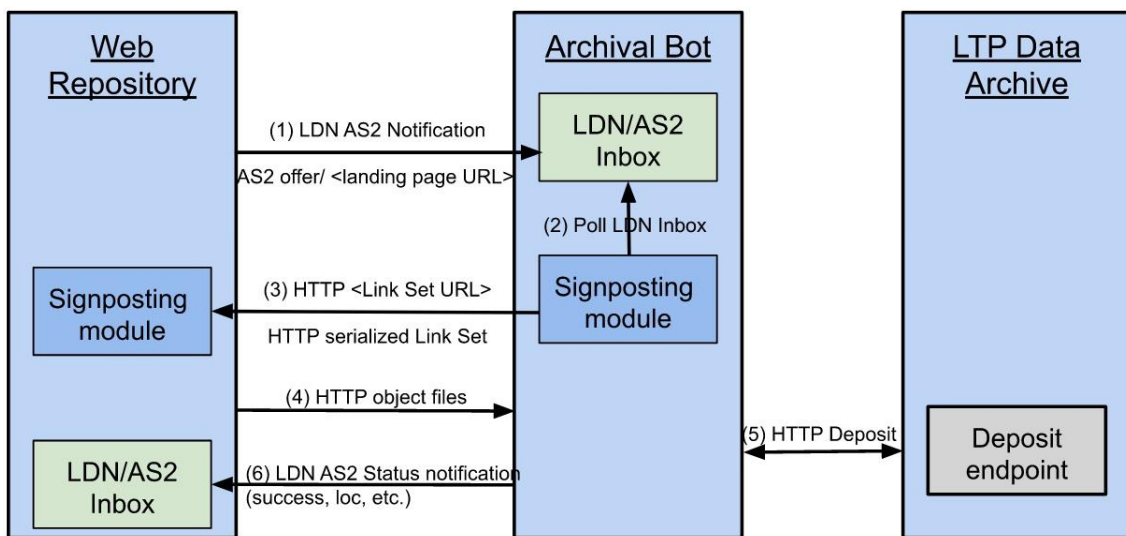 Web
Repository
Archival Bot
LTP Data
Archive
(1) LDN AS2 Notification
AS2 offer/ <landing page URL>
LDN/AS2
Inbox
(2) Poll LDN Inbox
Signposting
module
(3) HTTP <Link Set URL>
HTTP serialized Link Set
Signposting
module
(4) HTTP object files
(5) HTTP Deposit
Deposit
endpoint
LDN/AS2
Inbox
(6) LDN AS2 Status notification
(success, loc, etc.)